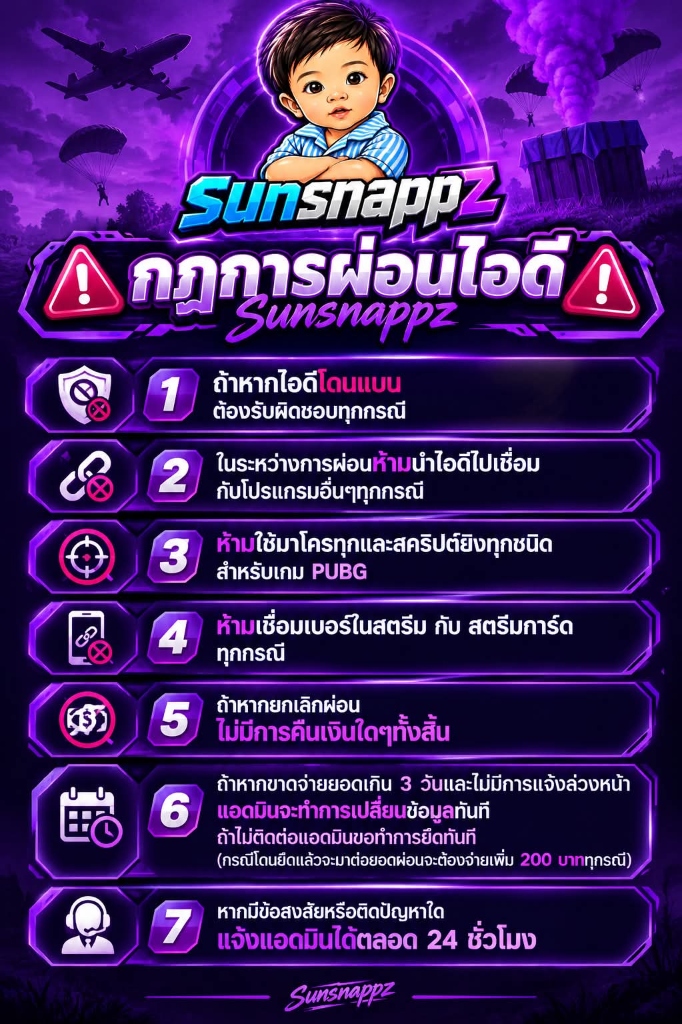 SunsnappZ
กฎการผ่อนไอดี
Sunsnappz
1
ถ้าหากไอดีโดนแบน
ต้องรับผิดชอบทุกกรณี
2
ในระหว่างการผ่อนห้ามนำไอดีไปเชื่อม
กับโปรแกรมอื่นๆทุกกรณี
3
ห้ามใช้มาโครทุกและสคริปต์ยิงทุกชนิด
สำหรับเกม PUBG
4
ห้ามเชื่อมเบอร์ในสตรีม กับ สตรีมการ์ด
ทุกกรณี
5
ถ้าหากยกเลิกผ่อน
ไม่มีการคืนเงินใดๆทั้งสิ้น
6
ถ้าหากขาดจ่ายยอดเกิน 3 วันและไม่มีการแจ้งล่วงหน้า
แอดมินจะทำการเปลี่ยนข้อมูลทันที
ถ้าไม่ติดต่อแอดมินขอทำการยึดทันที
(กรณีโดนยึดแล้วจะมาต่อยอดผ่อนจะต้องจ่ายเพิ่ม 200 บาททุกกรณี)
7
หากมีข้อสงสัยหรือติดปัญหาใด
แจ้งแอดมินได้ตลอด 24 ชั่วโมง
Sunsnappz